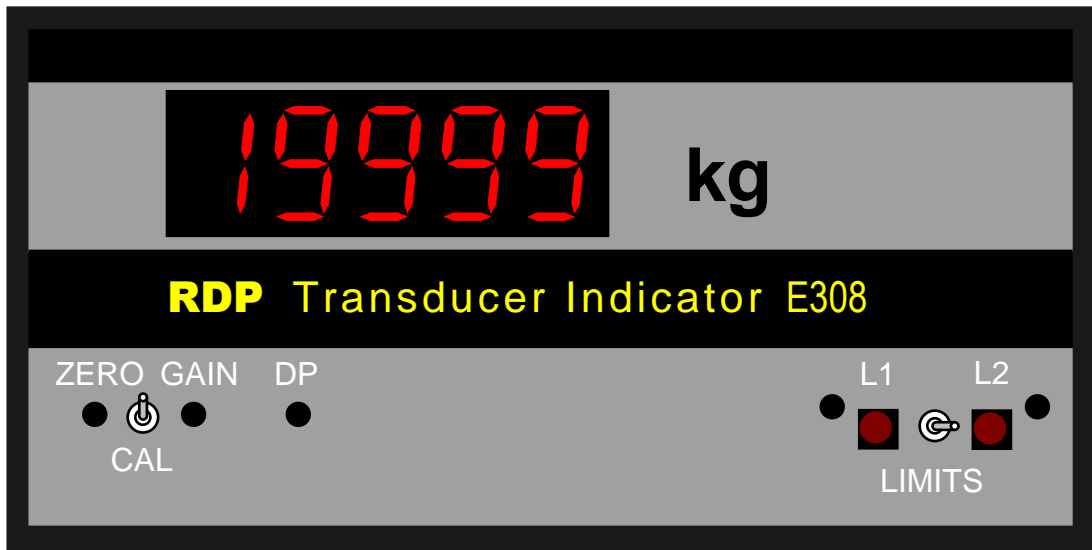 19999 kg
RDP Transducer Indicator E308
ZERO GAIN DP L1 L2
CAL LIMITS